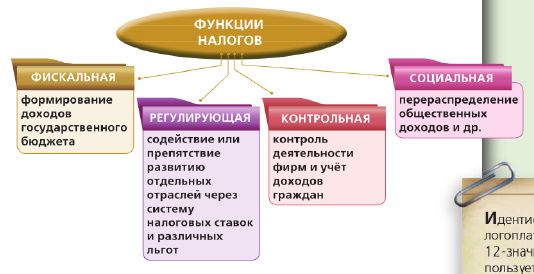 ФУНКЦИИ
НАЛОГОВ
ФИСКАЛЬНАЯ
формирование
доходов
государственного
бюджета
РЕГУЛИРУЮЩАЯ
содействие или
препятствие
развитию
отдельных
отраслей через
систему
налоговых ставок
и различных
льгот
КОНТРОЛЬНАЯ
контроль
деятельности
фирм и учёт
доходов
граждан
СОЦИАЛЬНАЯ
перераспределение
общественных
доходов и др.
Иденти
логоплат
12-знач
пользует